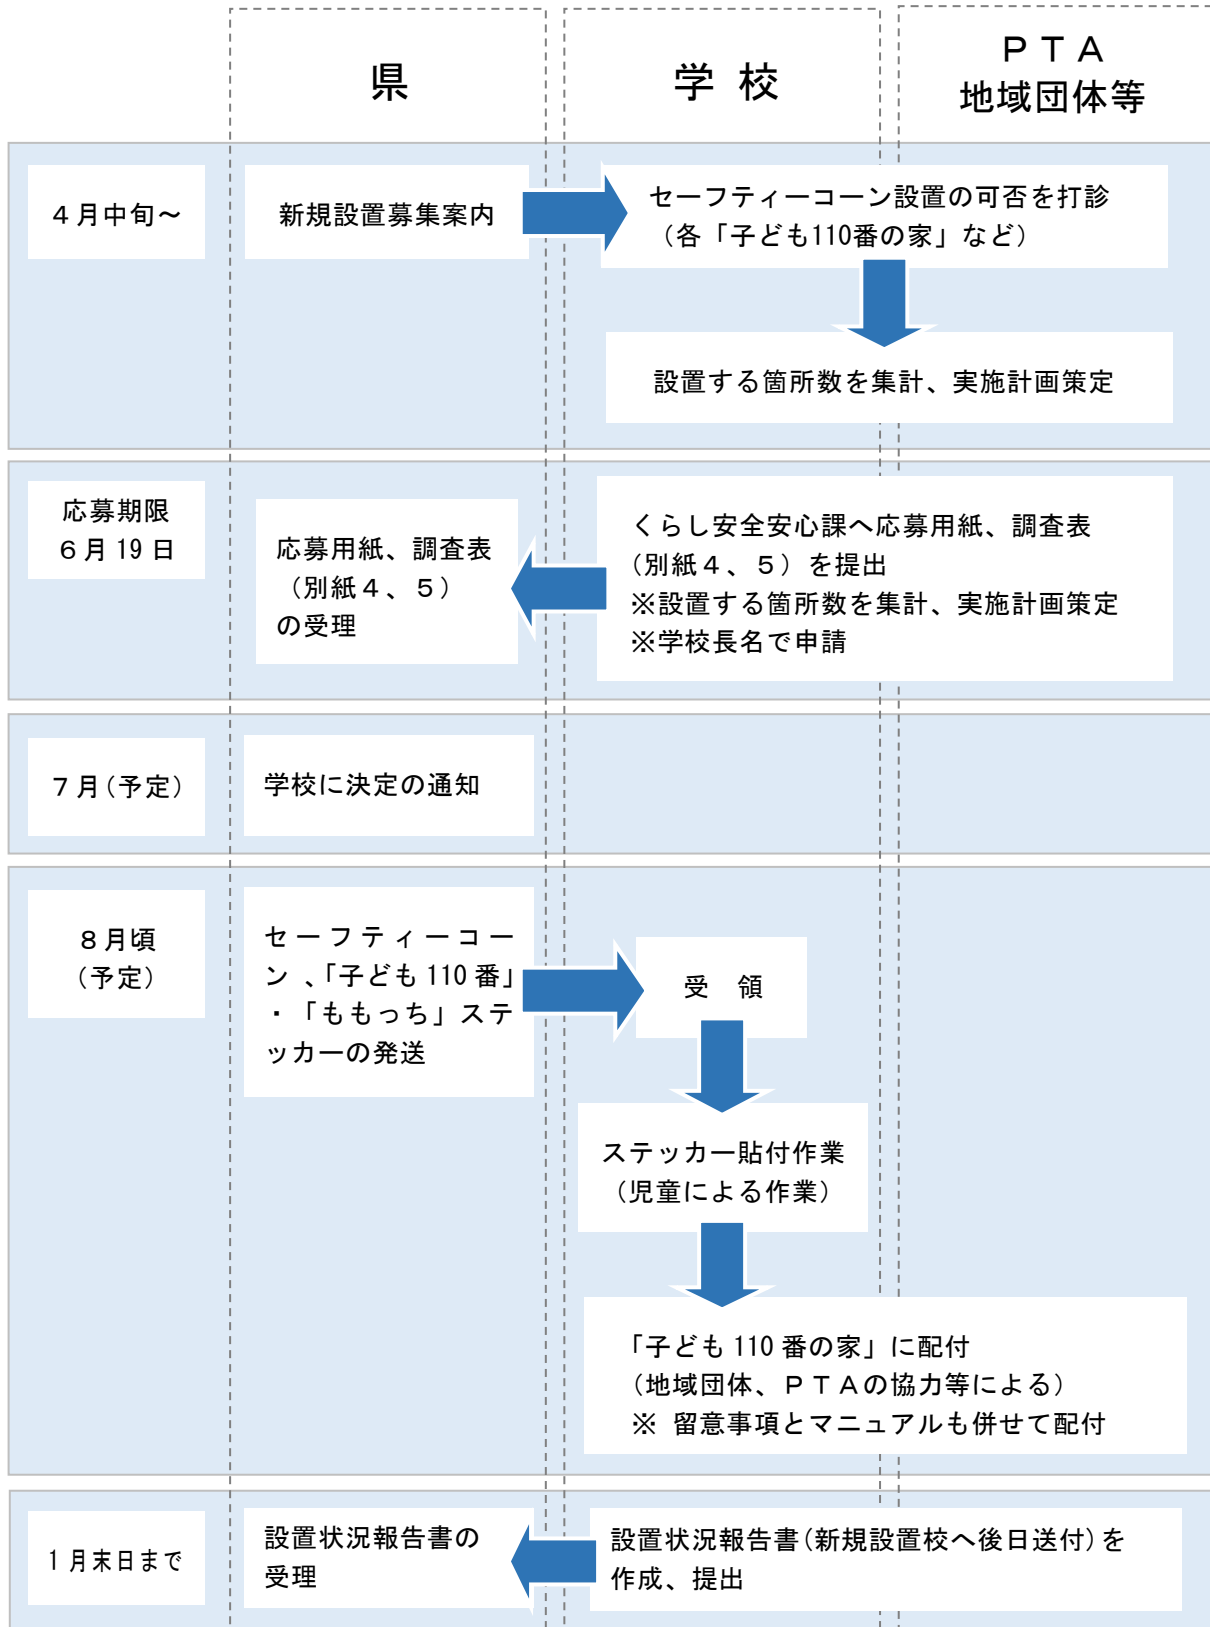 県
学 校
ＰＴＡ
地域団体等
４月中旬～
新規設置募集案内
セーフティーコーン設置の可否を打診
（各「子ども110番の家」など）
設置する箇所数を集計、実施計画策定
応募期限
６月19日
応募用紙、調査表
（別紙４、５）
の受理
くらし安全安心課へ応募用紙、調査表
(別紙４、５）を提出
※設置する箇所数を集計、実施計画策定
※学校長名で申請
７月(予定)
学校に決定の通知
８月頃
(予定)
セーフティーコー
ン、「子ども110番」
・「ももっち」ステ
ッカーの発送
受 領
ステッカー貼付作業
（児童による作業）
「子ども110番の家」に配付
（地域団体、ＰＴＡの協力等による）
※ 留意事項とマニュアルも併せて配付
1月末日まで
設置状況報告書の
受理
設置状況報告書(新規設置校へ後日送付)を
作成、提出